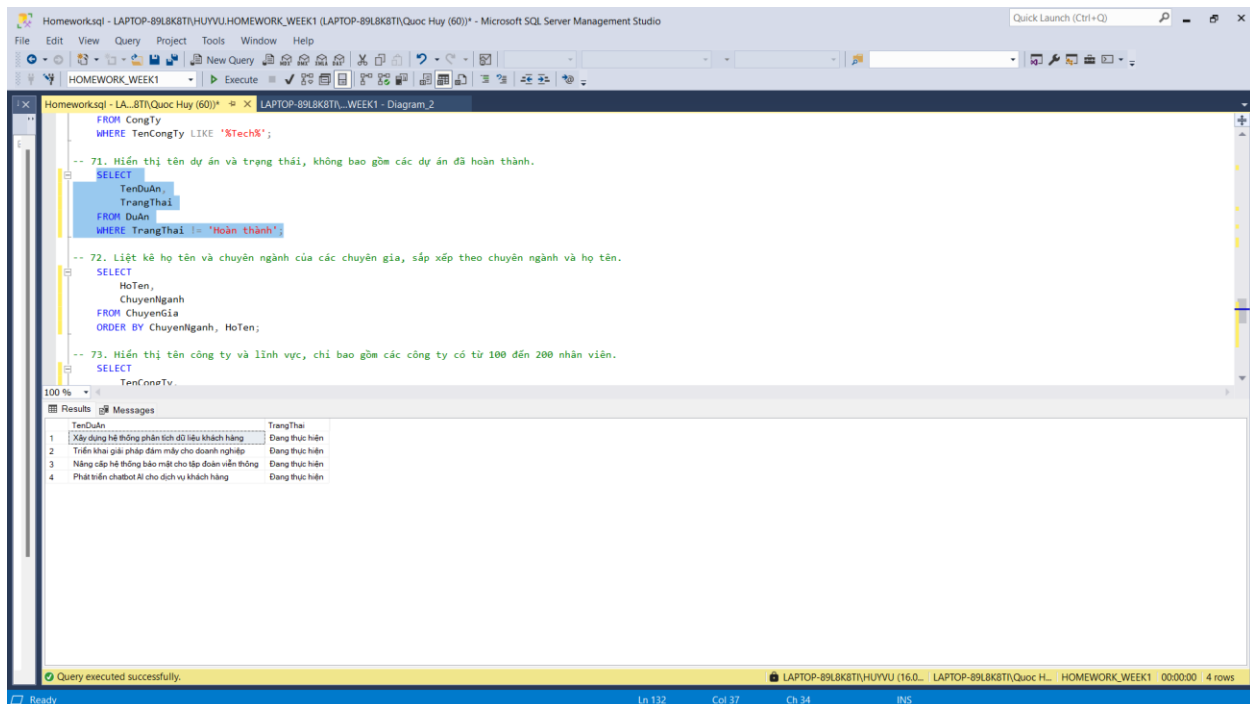 Homework.sql - LAPTOP-89L8K8TI\HUYVU.HOMEWORK_WEEK1 (LAPTOP-89L8K8TI\Quoc Huy (60))* - Microsoft SQL Server Management Studio
Quick Launch (Ctrl+Q)
File Edit View Query Project Tools Window Help
New Query
HOMEWORK_WEEK1 Execute
Homework.sql - LA...8TI\Quoc Huy (60))* LAPTOP-89L8K8TI\...WEEK1 - Diagram_2
FROM CongTy
WHERE TenCongTy LIKE '%Tech%';
-- 71. Hiển thị tên dự án và trạng thái, không bao gồm các dự án đã hoàn thành.
SELECT
TenDuAn,
TrangThai
FROM DuAn
WHERE TrangThai != 'Hoàn thành';
-- 72. Liệt kê họ tên và chuyên ngành của các chuyên gia, sắp xếp theo chuyên ngành và họ tên.
SELECT
HoTen,
ChuyenNganh
FROM ChuyenGia
ORDER BY ChuyenNganh, HoTen;
-- 73. Hiển thị tên công ty và lĩnh vực, chỉ bao gồm các công ty có từ 100 đến 200 nhân viên.
SELECT
TenCongTy,
100 %
Results Messages
TenDuAn TrangThai
1 Xây dựng hệ thống phân tích dữ liệu khách hàng Đang thực hiện
2 Triển khai giải pháp đám mây cho doanh nghiệp Đang thực hiện
3 Nâng cấp hệ thống bảo mật cho tập đoàn viễn thông Đang thực hiện
4 Phát triển chatbot AI cho dịch vụ khách hàng Đang thực hiện
Query executed successfully. LAPTOP-89L8K8TI\HUYVU (16.0... LAPTOP-89L8K8TI\Quoc H... HOMEWORK_WEEK1 00:00:00 4 rows
Ready Ln 132 Col 37 Ch 34 INS